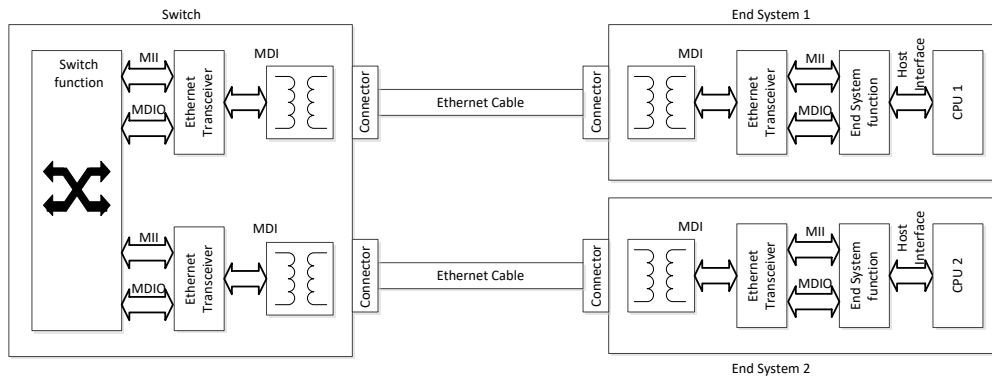 Switch
Switch
function
MII
MDIO
Ethernet
Transceiver
MDI
Connector
MII
MDIO
Ethernet
Transceiver
MDI
Connector
Ethernet Cable
Ethernet Cable
End System 1
Connector
MDI
Ethernet
Transceiver
MII
MDIO
End System
function
Host
Interface
CPU 1
Connector
MDI
Ethernet
Transceiver
MII
MDIO
End System
function
Host
Interface
CPU 2
End System 2